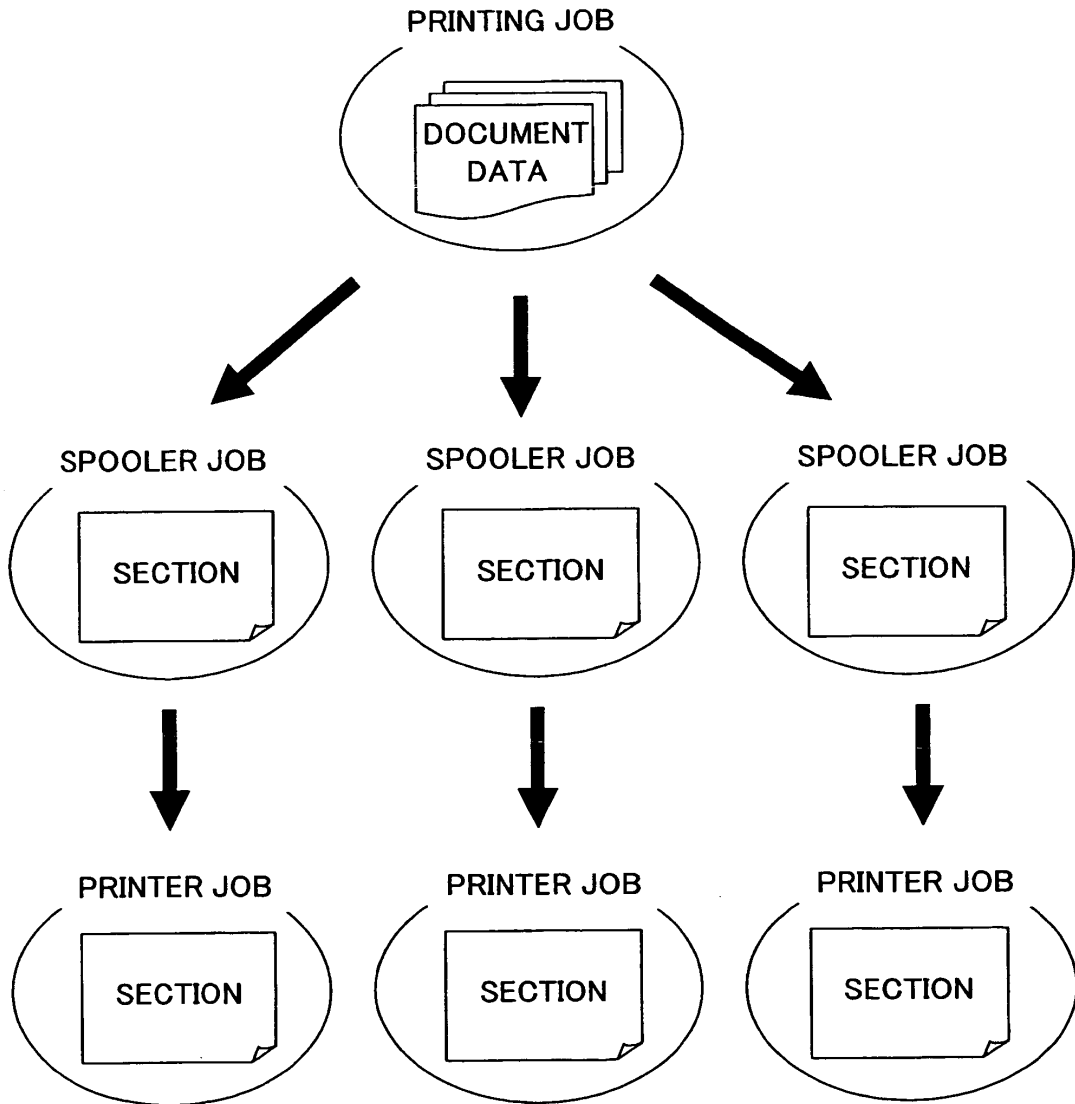 PRINTING JOB
DOCUMENT
DATA
SPOOLER JOB
SPOOLER JOB
SPOOLER JOB
SECTION
SECTION
SECTION
PRINTER JOB
PRINTER JOB
PRINTER JOB
SECTION
SECTION
SECTION